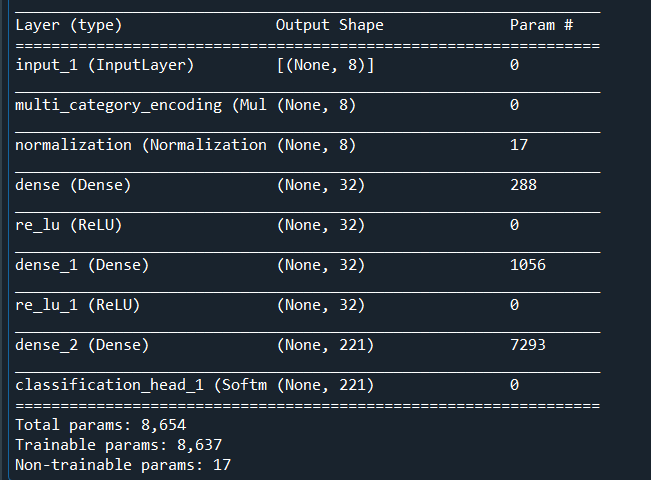 Layer (type) Output Shape Param #
=================================================================
input_1 (InputLayer) [(None, 8)] 0
multi_category_encoding (Mul (None, 8) 0
normalization (Normalization (None, 8) 17
dense (Dense) (None, 32) 288
re_lu (ReLU) (None, 32) 0
dense_1 (Dense) (None, 32) 1056
re_lu_1 (ReLU) (None, 32) 0
dense_2 (Dense) (None, 221) 7293
classification_head_1 (Softm (None, 221) 0
=================================================================
Total params: 8,654
Trainable params: 8,637
Non-trainable params: 17